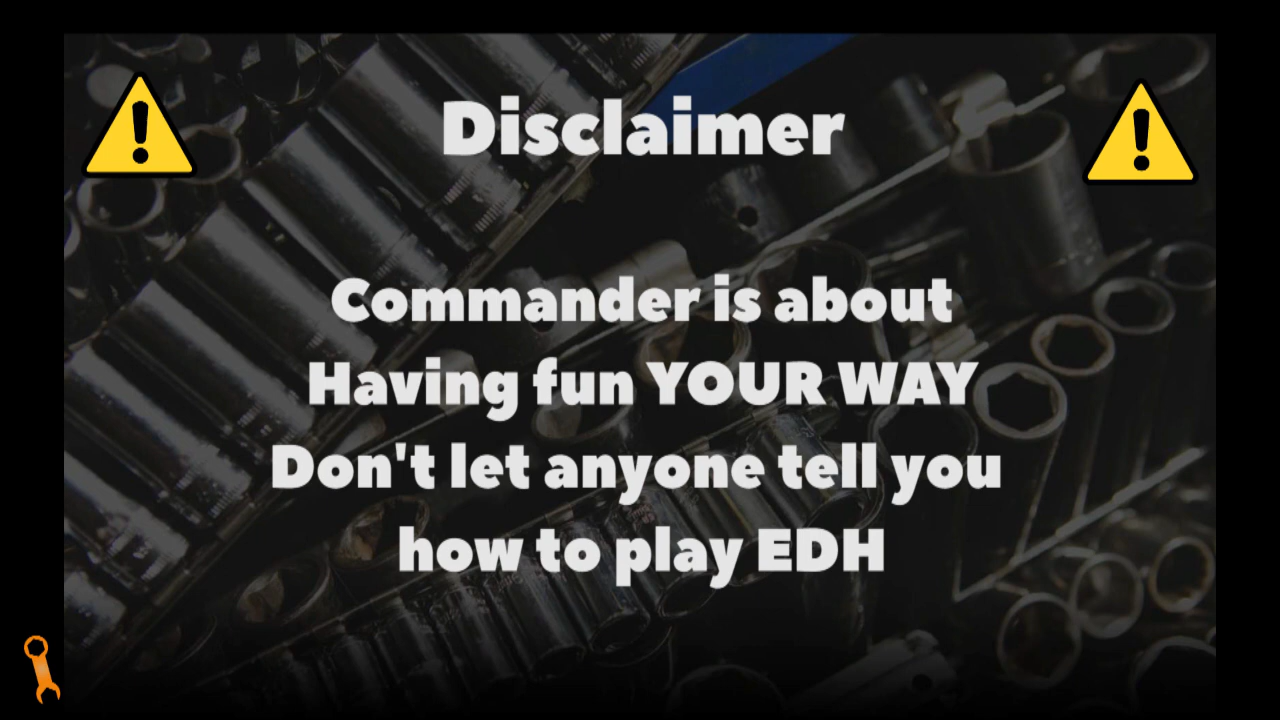 Disclaimer
Commander is about
Having fun YOUR WAY
Don't let anyone tell you
how to play EDH